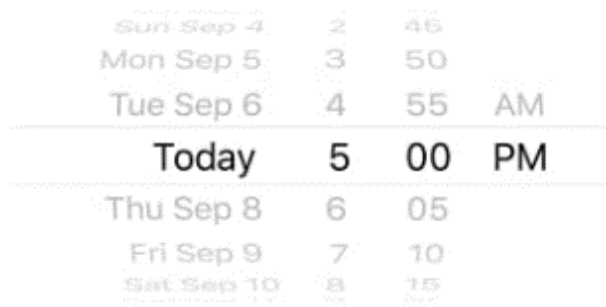 Sun Sep 4 2 45
Mon Sep 5 3 50
Tue Sep 6 4 55 AM
Today 5 00 PM
Thu Sep 8 6 05
Fri Sep 9 7 10
Sat Sep 10 8 15